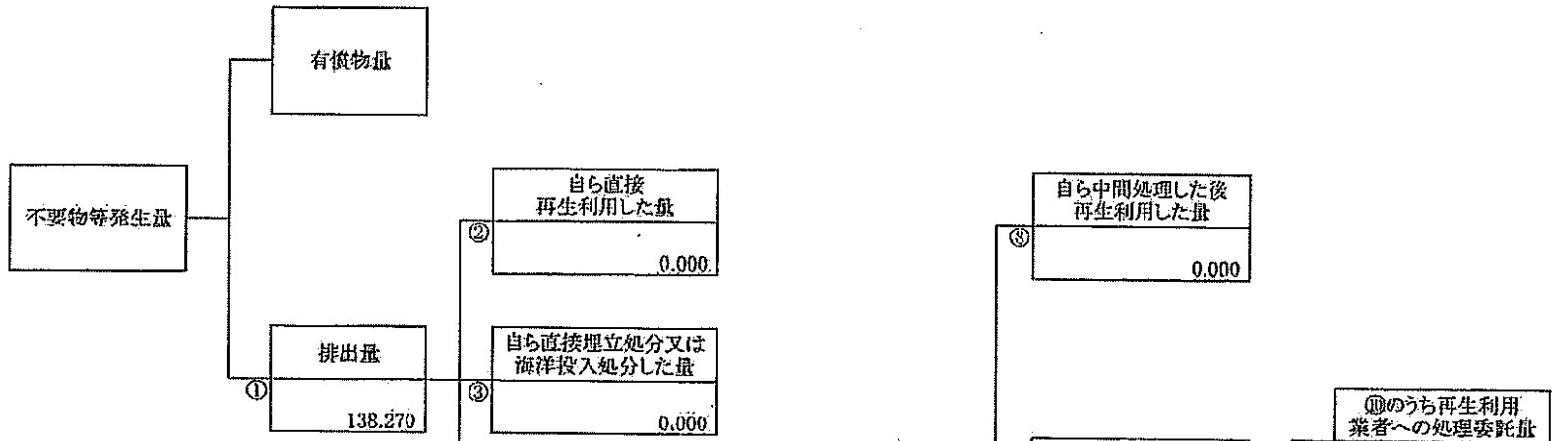 有償物量
不要物等発生量
自ら直接
再生利用した量
②
0.000
自ら中間処理した後
再生利用した量
⑧
0.000
排出量
①
138.270
自ら直接埋立処分又は
海洋投入処分した量
③
0.000
⑩のうち再生利用
業者への処理委託量